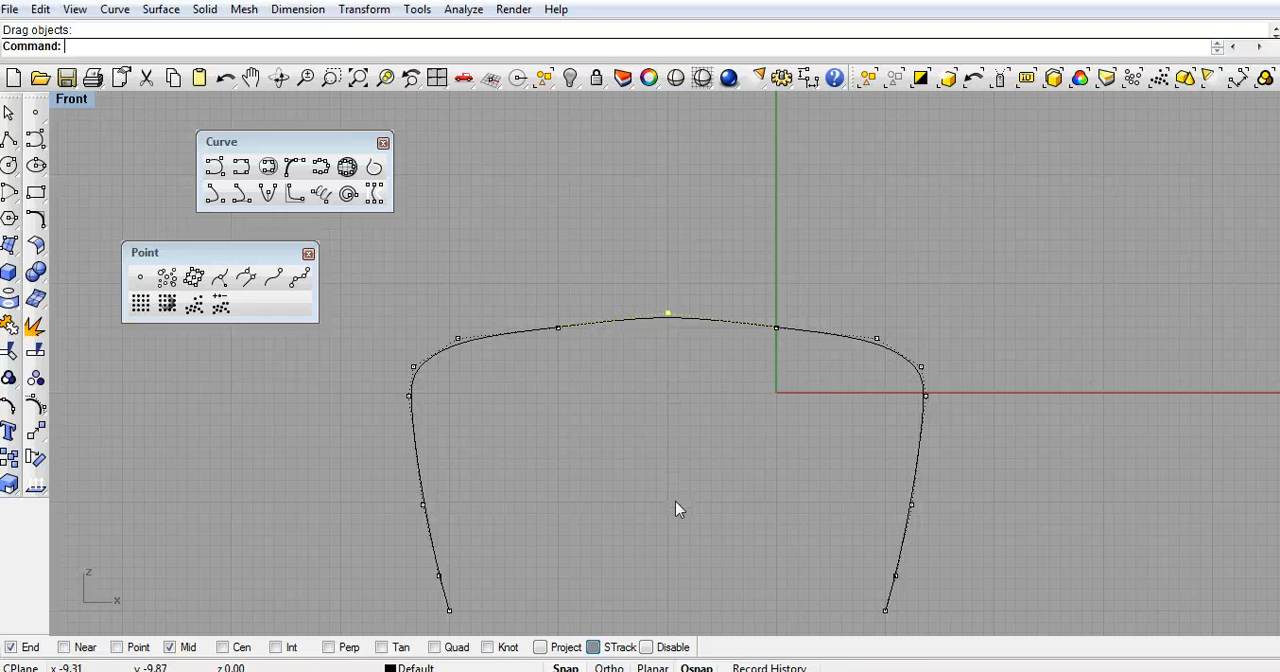 File Edit View Curve Surface Solid Mesh Dimension Transform Tools Analyze Render Help
Drag objects:
Command:
Front
Curve
Point
z
x
End Near Point Mid Cen Int Perp Tan Quad Knot Project STrack Disable
CPlane x -9.31 y -9.87 z 0.00 Default Snap Ortho Planar Osnap Record History